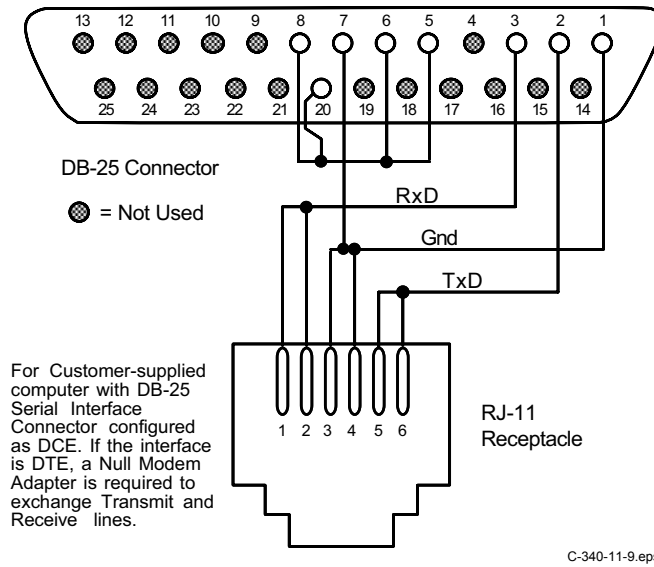 13 12 11 10 9 8 7 6 5 4 3 2 1
25 24 23 22 21 20 19 18 17 16 15 14
DB-25 Connector
= Not Used
RxD
Gnd
TxD
For Customer-supplied
computer with DB-25
Serial Interface
Connector configured
as DCE. If the interface
is DTE, a Null Modem
Adapter is required to
exchange Transmit and
Receive lines.
1 2 3 4 5 6
RJ-11
Receptacle
C-340-11-9.eps